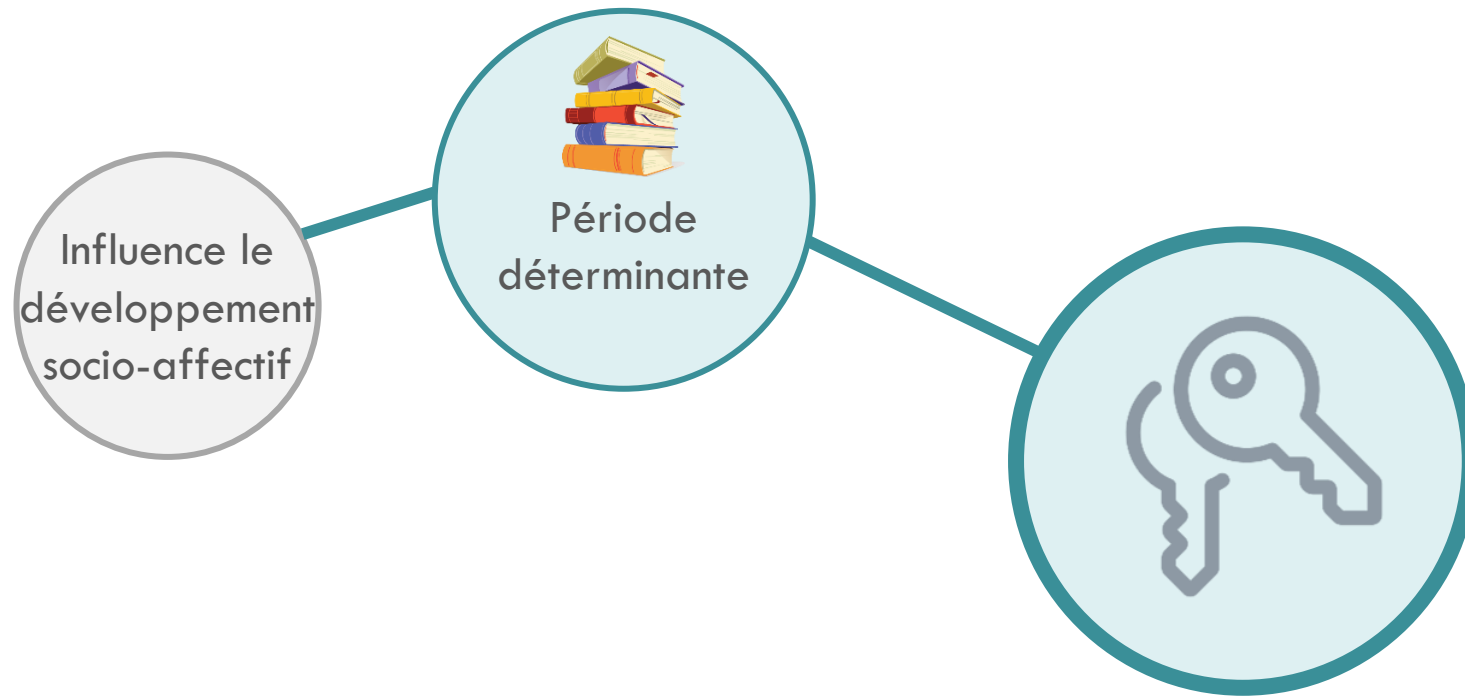 Influence le
développement
socio-affectif
Période
déterminante